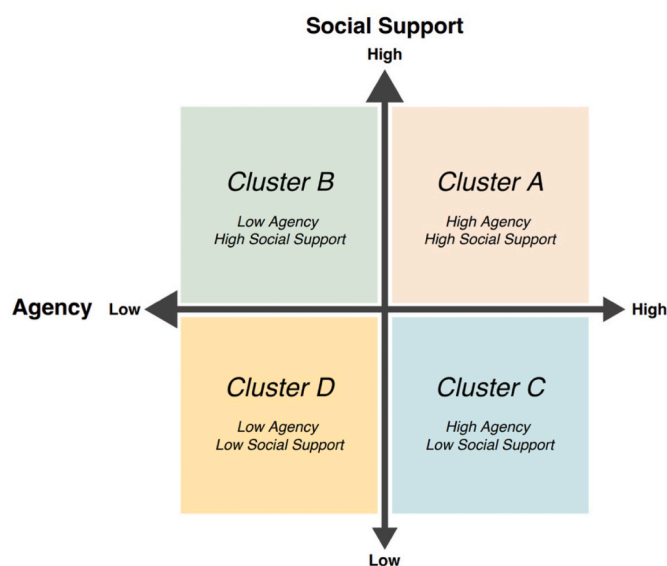 Social Support
High
Cluster B
Low Agency
High Social Support
Cluster A
High Agency
High Social Support
Agency
Low
High
Cluster D
Low Agency
Low Social Support
Cluster C
High Agency
Low Social Support
Low